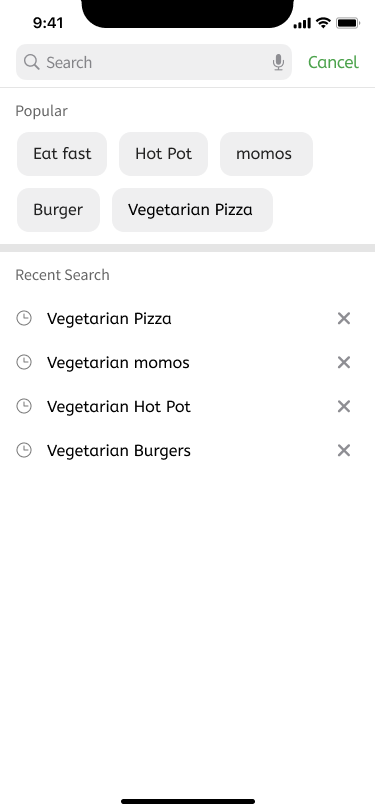 9:41
Search Cancel
Popular
Eat fast Hot Pot momos
Burger Vegetarian Pizza
Recent Search
Vegetarian Pizza
Vegetarian momos
Vegetarian Hot Pot
Vegetarian Burgers